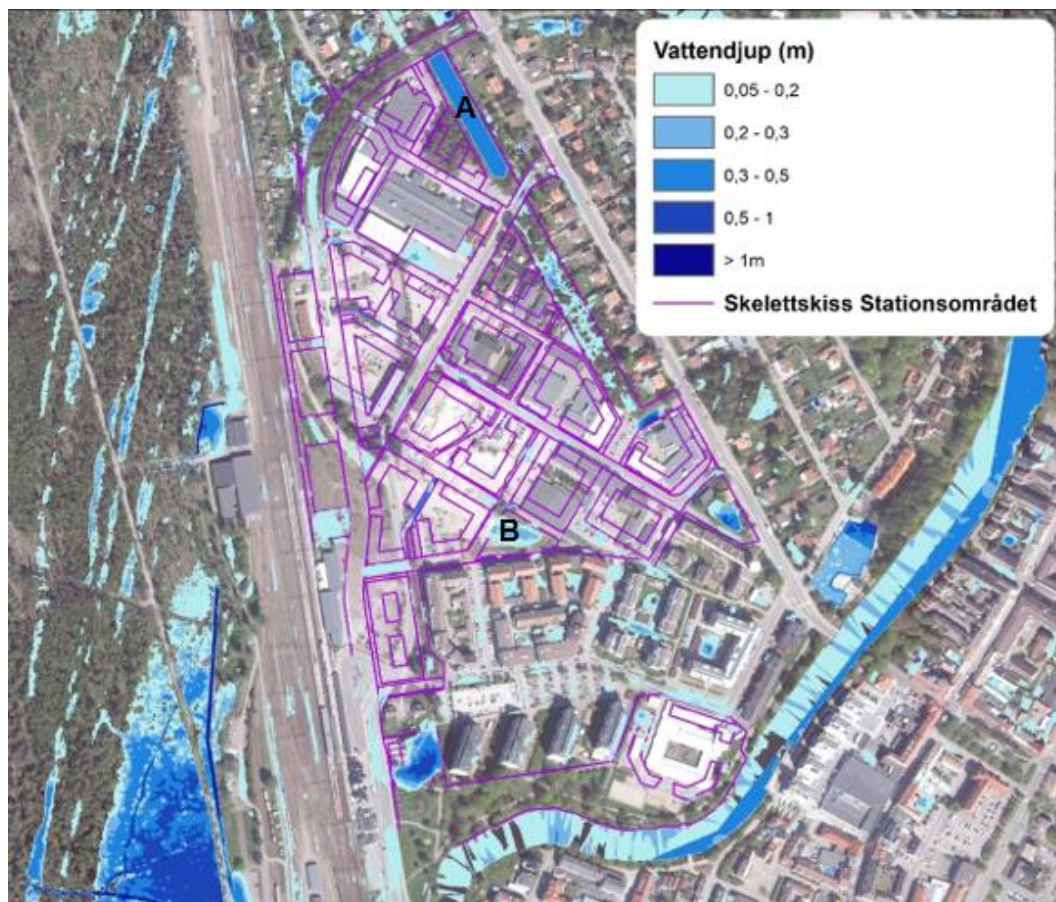 Vattendjup (m)
0,05 - 0,2
0,2 - 0,3
0,3 - 0,5
0,5 - 1
> 1m
Skelettskiss Stationsområdet
A
B